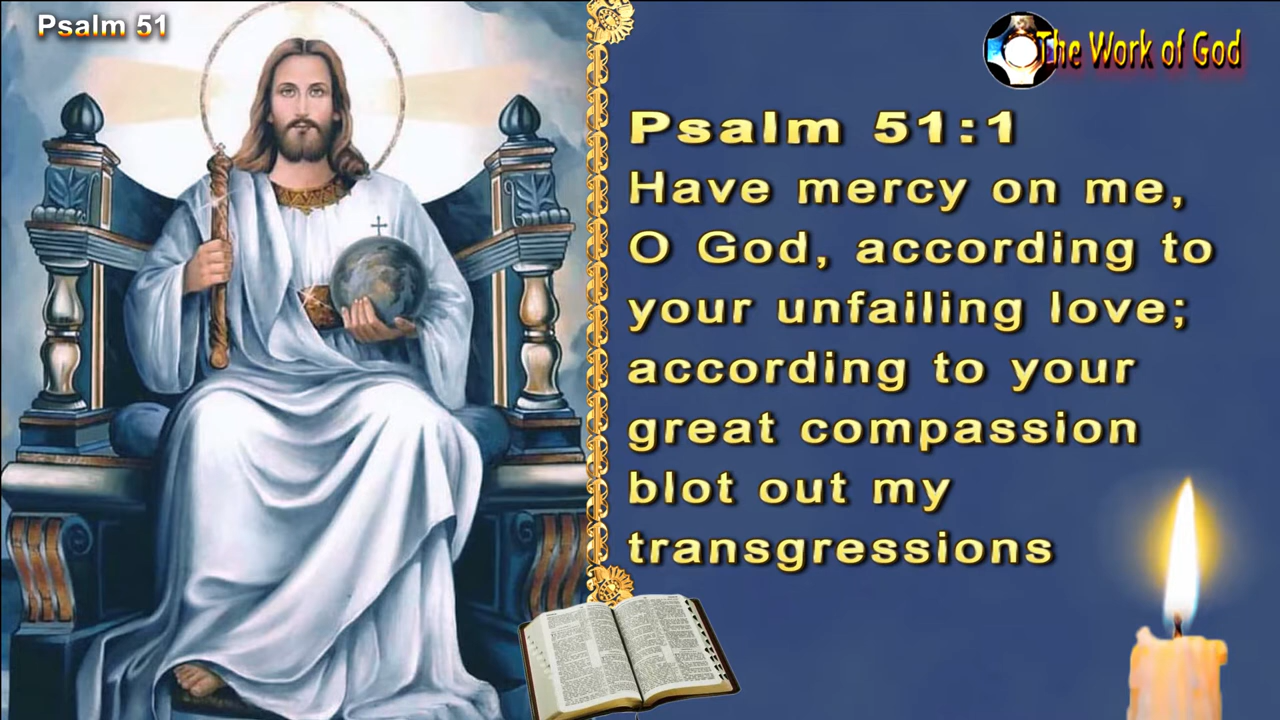 Psalm 51
The Work of God
Psalm 51:1
Have mercy on me,
O God, according to
your unfailing love;
according to your
great compassion
blot out my
transgressions